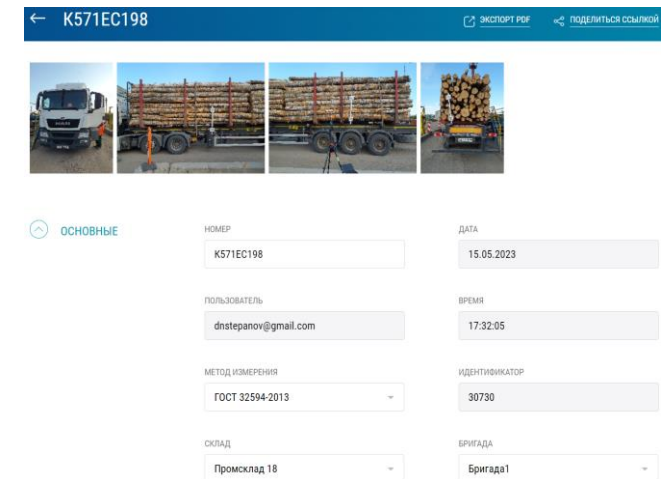 ← К571ЕС198
ЭКСПОРТ PDF
ПОДЕЛИТЬСЯ ССЫЛКОЙ
ОСНОВНЫЕ
НОМЕР
К571ЕС198
ДАТА
15.05.2023
ПОЛЬЗОВАТЕЛЬ
dnstepanov@gmail.com
ВРЕМЯ
17:32:05
МЕТОД ИЗМЕРЕНИЯ
ГОСТ 32594-2013
ИДЕНТИФИКАТОР
30730
СКЛАД
Промсклад 18
БРИГАДА
Бригада1